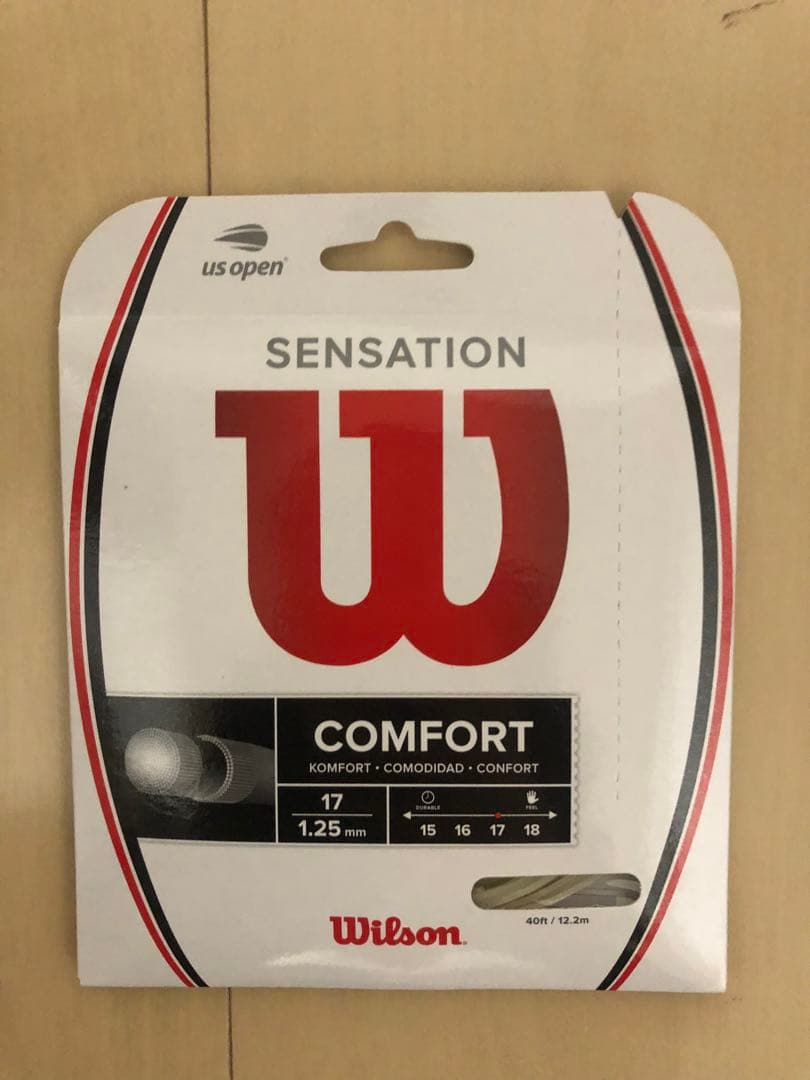 us open
SENSATION
W
COMFORT
KOMFORT • COMODIDAD • CONFORT
17
1.25 mm
DURABLE
FEEL
15 16 17 18
40ft / 12.2m
Wilson